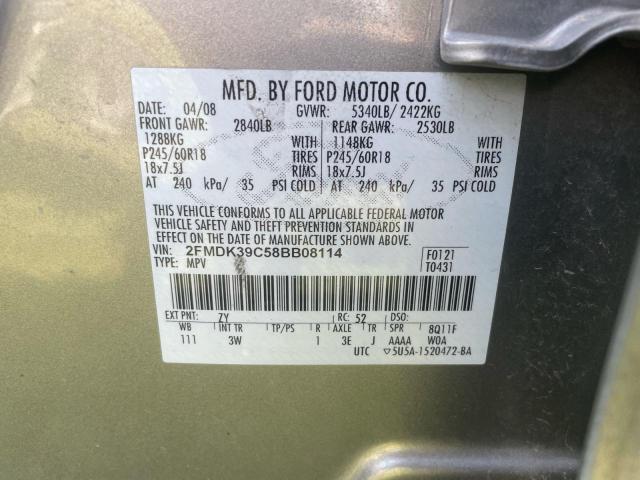 MFD. BY FORD MOTOR CO.
DATE: 04/08 GVWR: 5340LB/ 2422KG
FRONT GAWR: 2840LB REAR GAWR: 2530LB
1288KG WITH 1148KG WITH
P245/60R18 TIRES P245/60R18 TIRES
18x7.5J RIMS 18x7.5J RIMS
AT 240 kPa/ 35 PSI COLD AT 240 kPa/ 35 PSI COLD
THIS VEHICLE CONFORMS TO ALL APPLICABLE FEDERAL MOTOR
VEHICLE SAFETY AND THEFT PREVENTION STANDARDS IN
EFFECT ON THE DATE OF MANUFACTURE SHOWN ABOVE.
VIN: 2FMDK39C58BB08114 F0121
TYPE: MPV T0431
EXT PNT: ZY RC: 52 DSO:
WB INT TR TP/PS R AXLE TR SPR 8Q11F
111 3W 1 3E J AAAA W0A
UTC ▽5U5A-1520472-BA